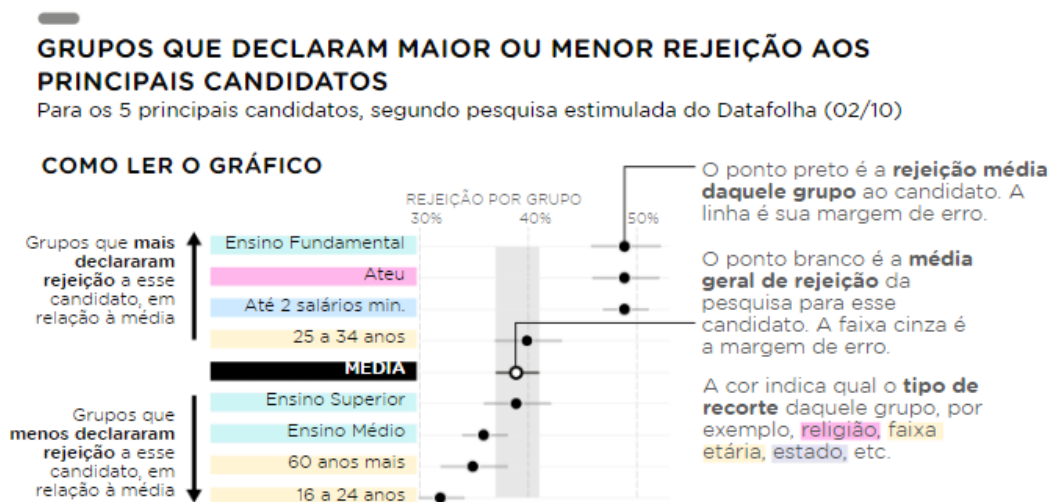 GRUPOS QUE DECLARAM MAIOR OU MENOR REJEIÇÃO AOS
PRINCIPAIS CANDIDATOS
Para os 5 principais candidatos, segundo pesquisa estimulada do Datafolha (02/10)
COMO LER O GRÁFICO
REJEIÇÃO POR GRUPO
30% 40% 50%
Grupos que mais
declararam
rejeição a esse
candidato, em
relação à média
Ensino Fundamental
Ateu
Até 2 salários min.
25 a 34 anos
MÉDIA
Ensino Superior
Ensino Médio
60 anos mais
16 a 24 anos
Grupos que
menos declararam
rejeição a esse
candidato, em
relação à média
O ponto preto é a rejeição média
daquele grupo ao candidato. A
linha é sua margem de erro.
O ponto branco é a média
geral de rejeição da
pesquisa para esse
candidato. A faixa cinza é
a margem de erro.
A cor indica qual o tipo de
recorte daquele grupo, por
exemplo, religião, faixa
etária, estado, etc.